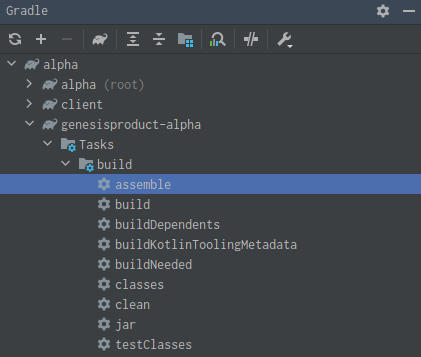 Gradle
alpha
alpha (root)
client
genesisproduct-alpha
Tasks
build
assemble
build
buildDependents
buildKotlinToolingMetadata
buildNeeded
classes
clean
jar
testClasses